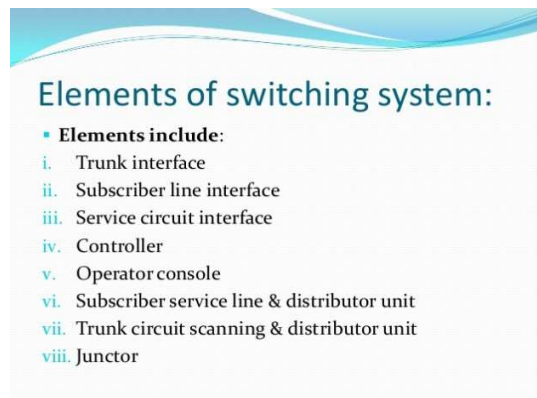 Elements of switching system:
▪ Elements include:
i. Trunk interface
ii. Subscriber line interface
iii. Service circuit interface
iv. Controller
v. Operator console
vi. Subscriber service line & distributor unit
vii. Trunk circuit scanning & distributor unit
viii. Junctor